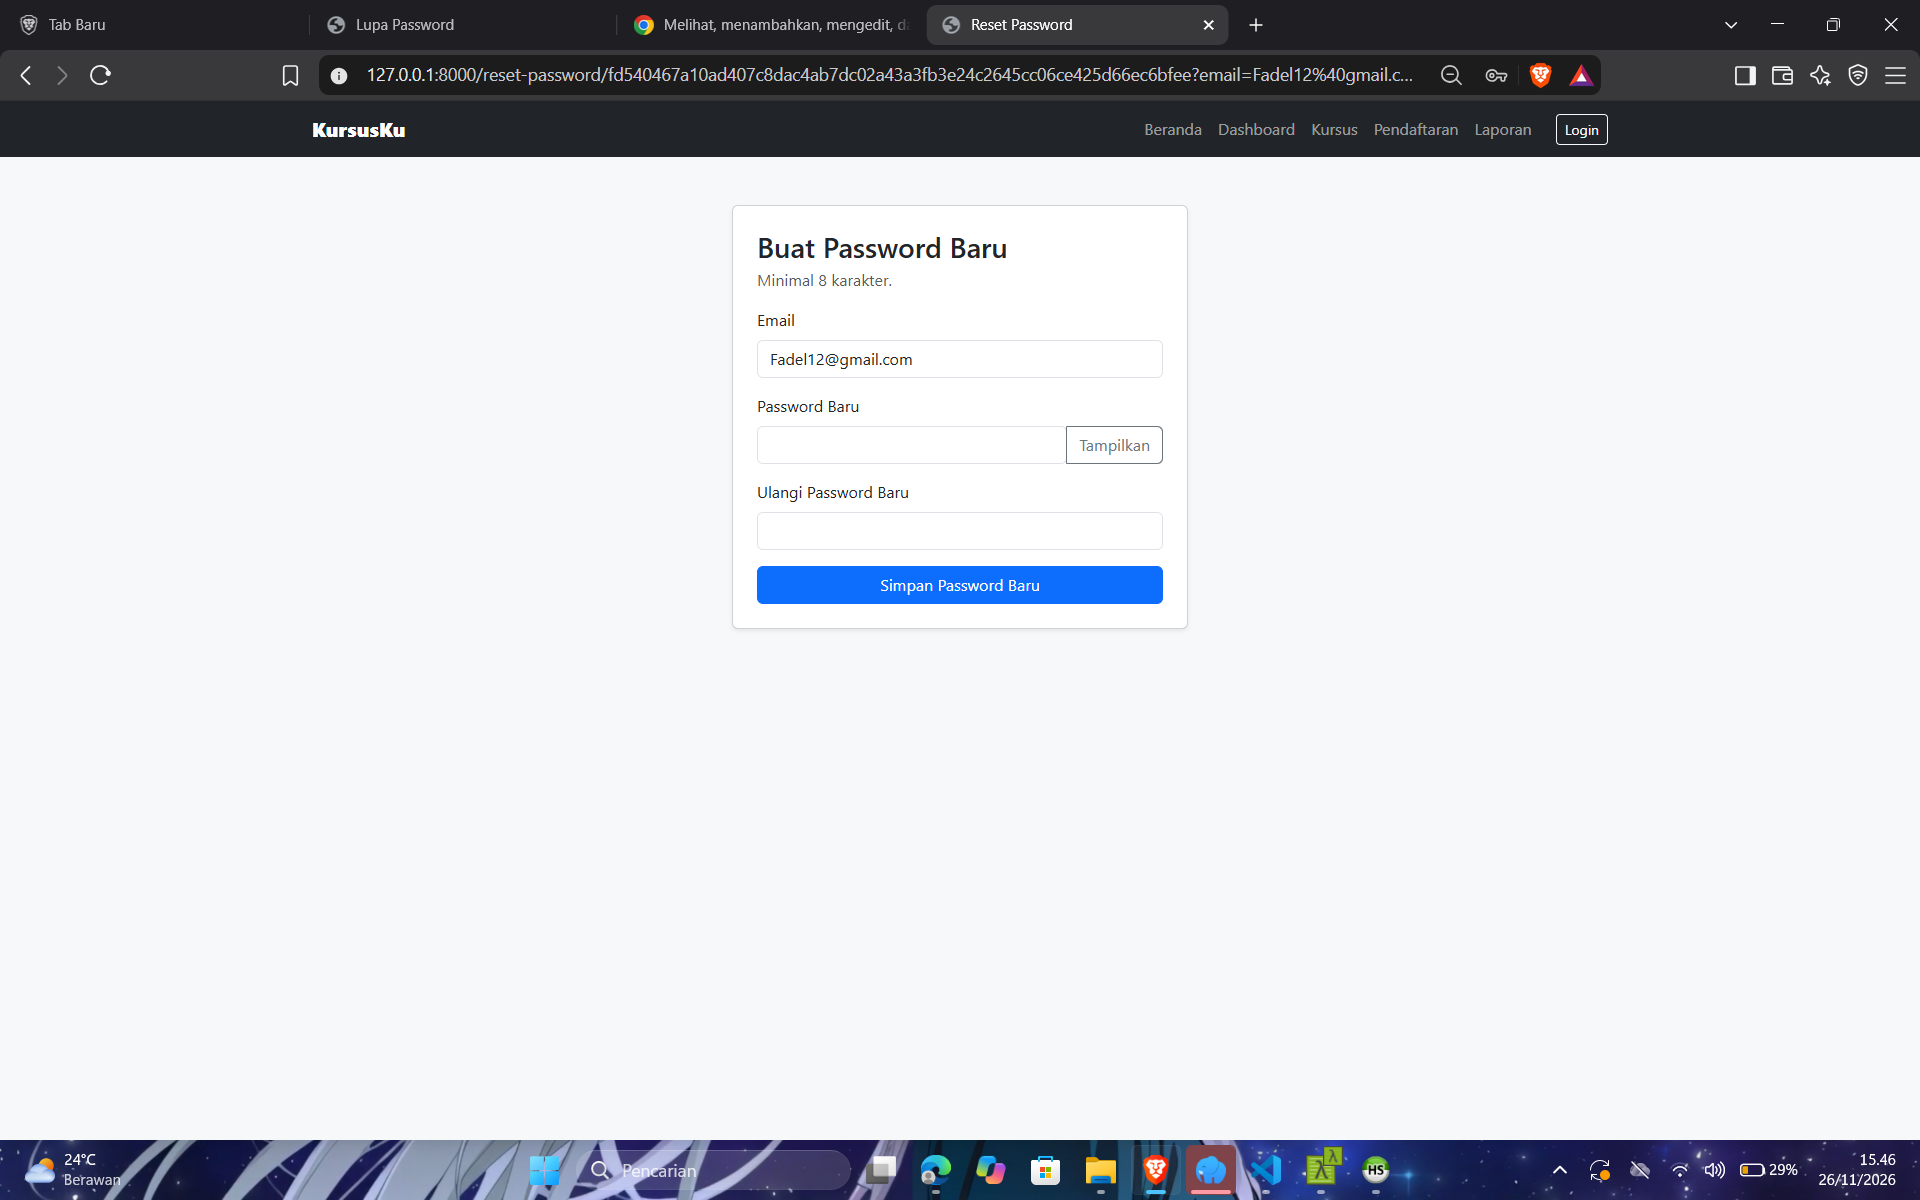 Tab Baru
Lupa Password
Melihat, menambahkan, mengedit, d
Reset Password
127.0.0.1:8000/reset-password/fd540467a10ad407c8dac4ab7dc02a43a3fb3e24c2645cc06ce425d66ec6bfee?email=Fadel12%40gmail.c...
KursusKu
Beranda
Dashboard
Kursus
Pendaftaran
Laporan
Login
Buat Password Baru
Minimal 8 karakter.
Email
Fadel12@gmail.com
Password Baru
Tampilkan
Ulangi Password Baru
Simpan Password Baru
24°C
Berawan
Pencarian
HS
29%
15.46
26/11/2026